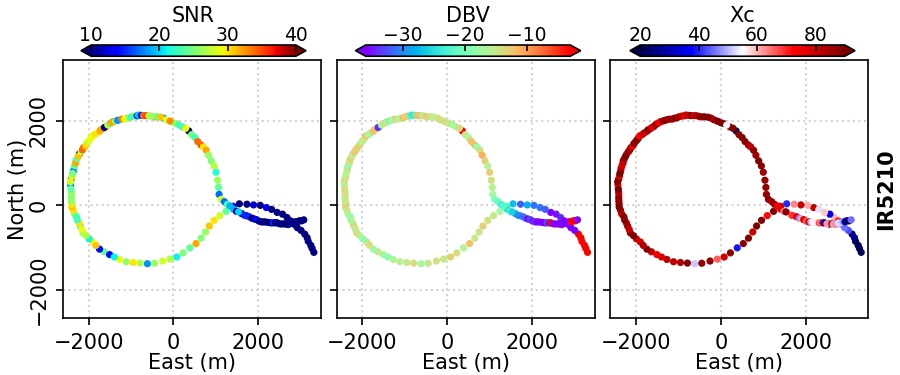 SNR DBV Xc
10 20 30 40 −30 −20 −10 20 40 60 80
2000
0
−2000
North (m)
IR5210
−2000 0 2000 −2000 0 2000 −2000 0 2000
East (m) East (m) East (m)